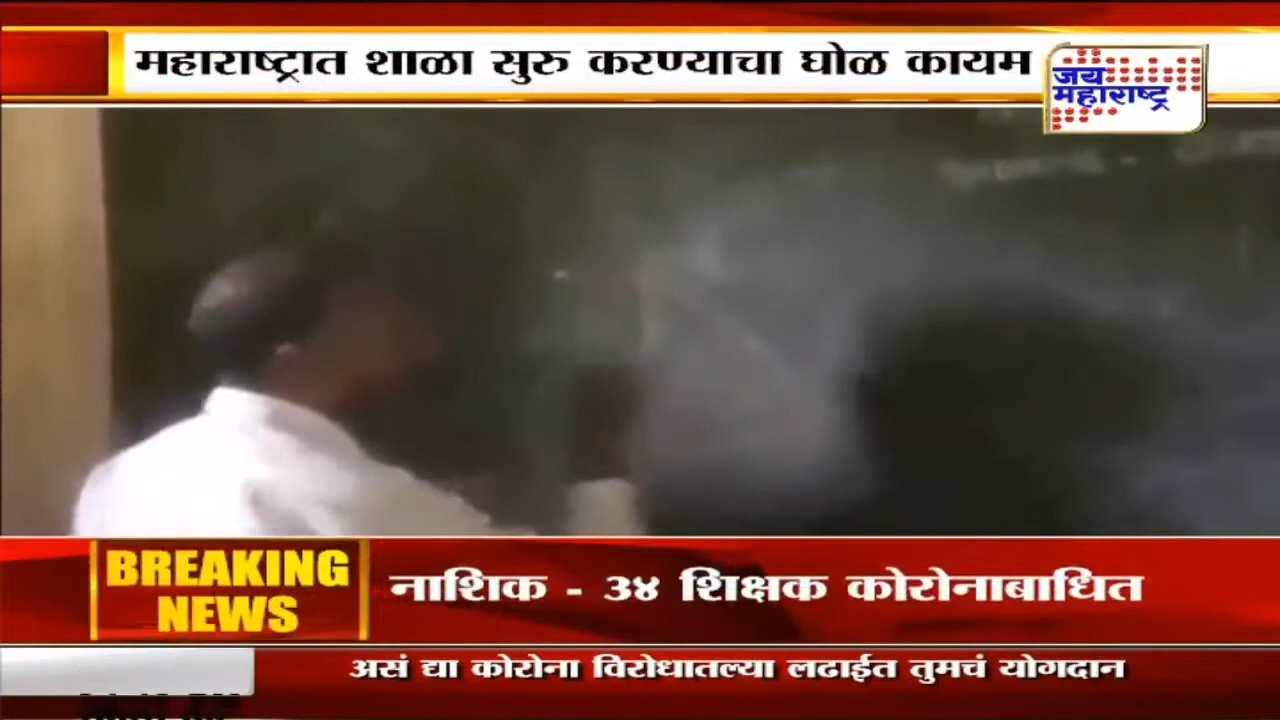 महाराष्ट्रात शाळा सुरु करण्याचा घोळ कायम
जय
महाराष्ट्र
BREAKING
NEWS
नाशिक - ३४ शिक्षक कोरोनाबाधित
असं द्या कोरोना विरोधातल्या लढाईत तुमचं योगदान